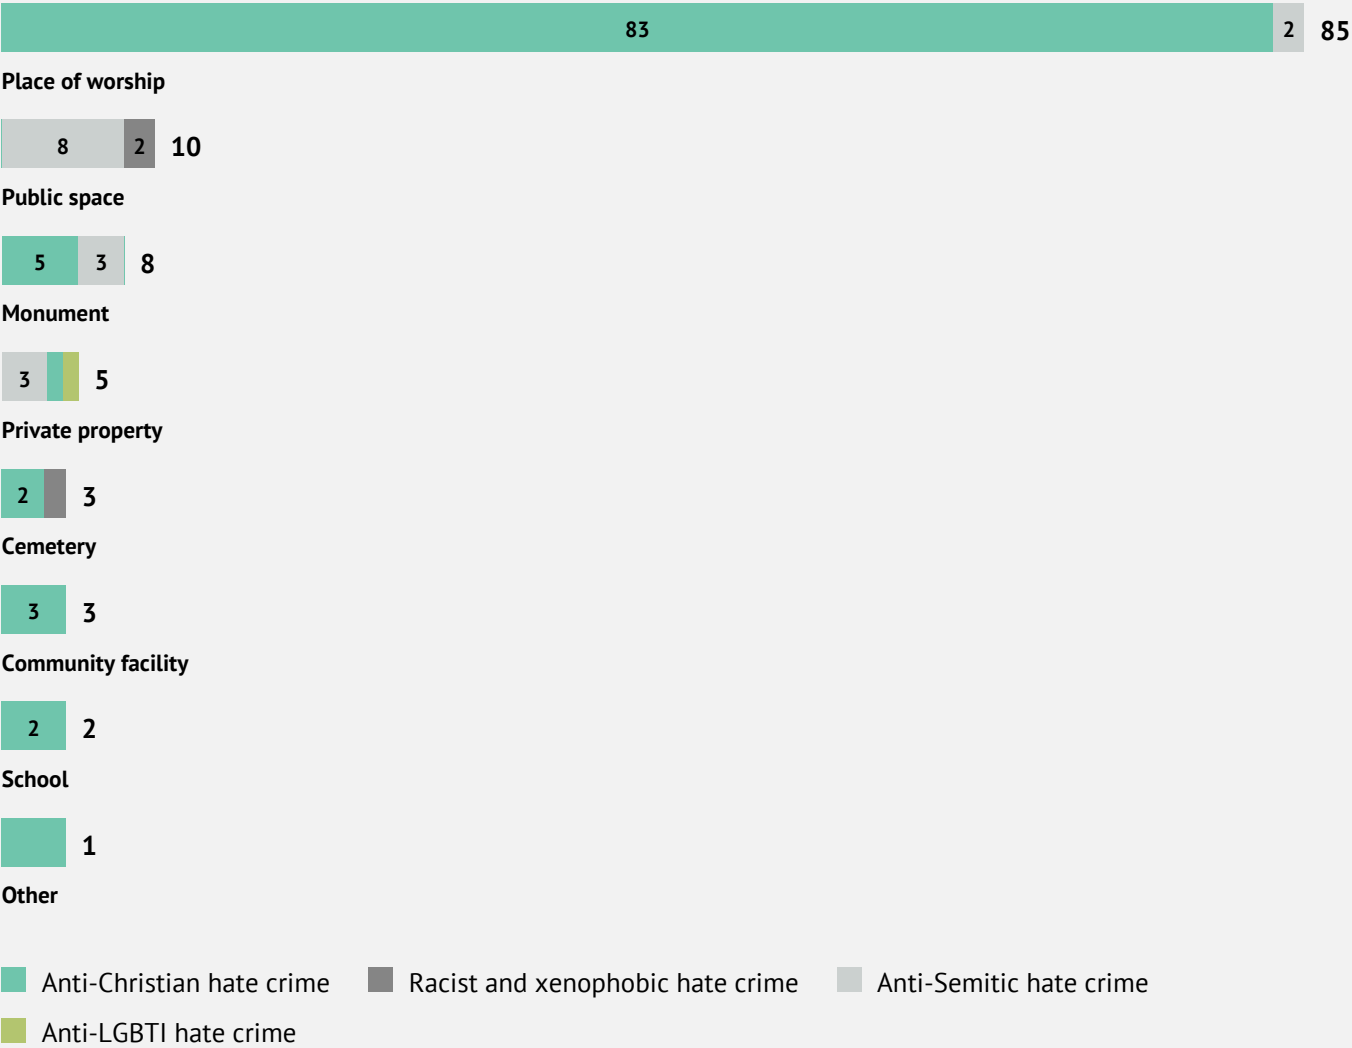 83 2 85
Place of worship
8 2 10
Public space
5 3 8
Monument
3 5
Private property
2 3
Cemetery
3 3
Community facility
2 2
School
1
Other
Anti-Christian hate crime Racist and xenophobic hate crime Anti-Semitic hate crime
Anti-LGBTI hate crime